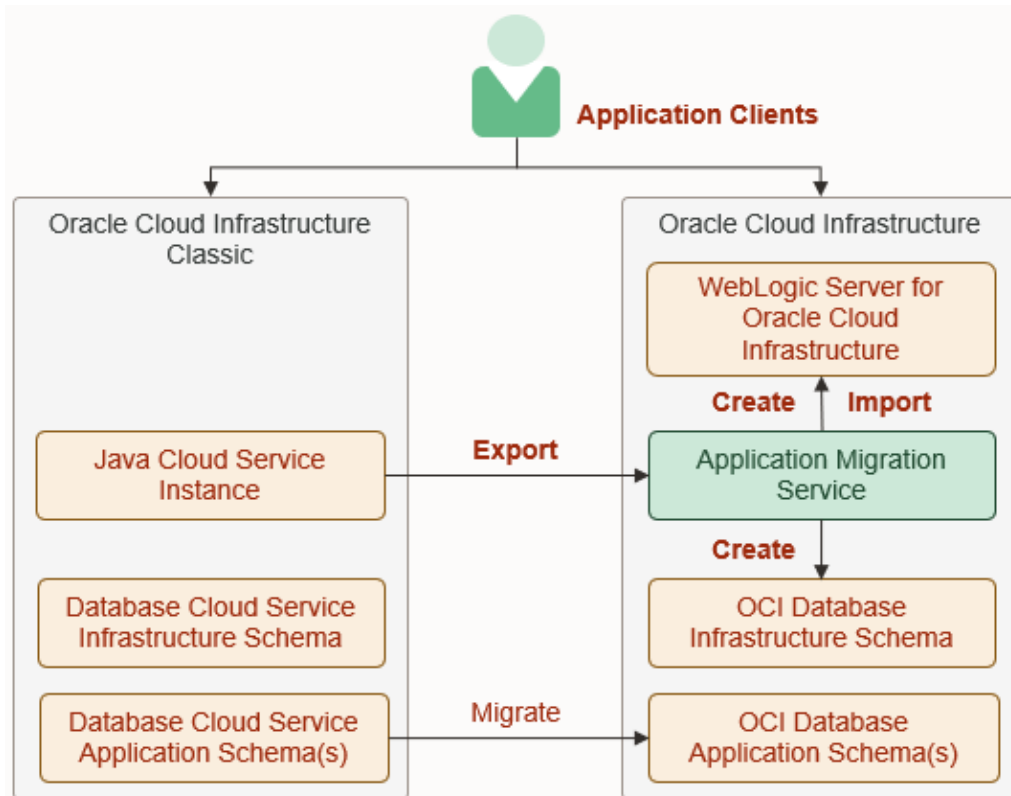 Application Clients
Oracle Cloud Infrastructure
Classic
Java Cloud Service
Instance
Database Cloud Service
Infrastructure Schema
Database Cloud Service
Application Schema(s)
Export
Migrate
Oracle Cloud Infrastructure
WebLogic Server for
Oracle Cloud
Infrastructure
Create Import
Application Migration
Service
Create
OCI Database
Infrastructure Schema
OCI Database
Application Schema(s)